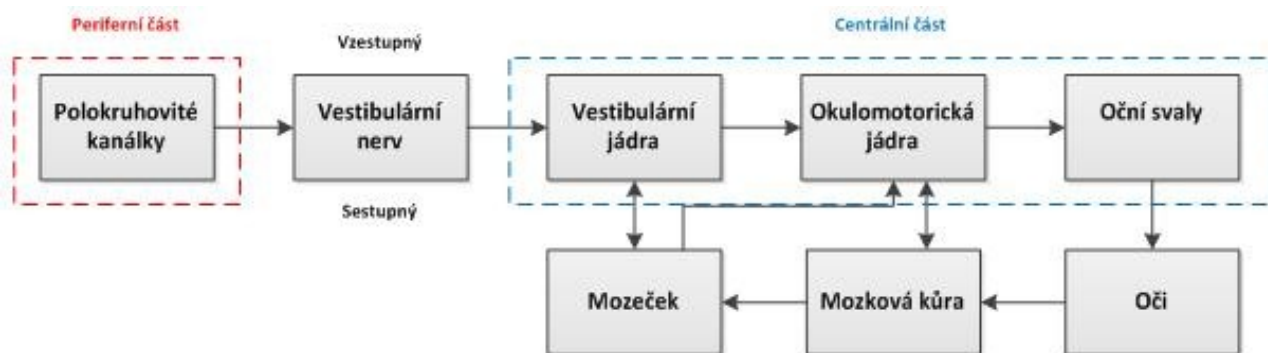 Periferní část
Vzestupný
Centrální část
Polokruhovité
kanálky
Vestibulární
nerv
Vestibulární
jádra
Okulomotorická
jádra
Oční svaly
Sestupný
Mozeček
Mozková kůra
Oči